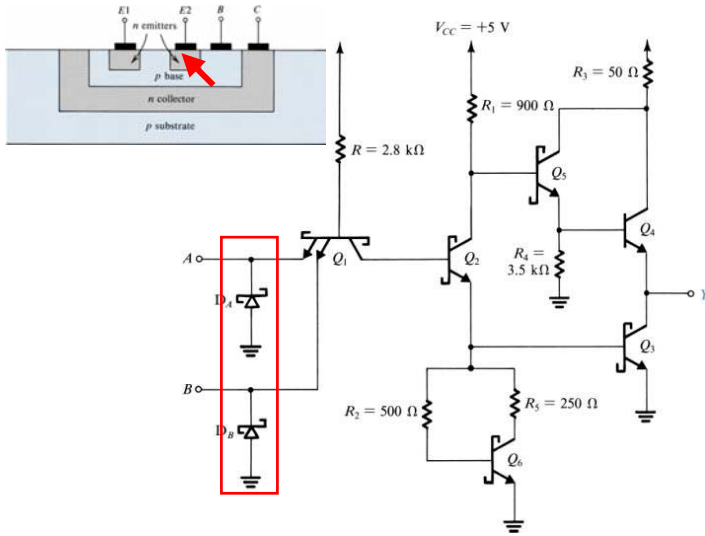 E1 E2 B C
n emitters
p base
n collector
p substrate
V_CC = +5 V
R_3 = 50 Ω
R_1 = 900 Ω
R = 2.8 kΩ
Q_5
A
Q_1
Q_2
Q_4
R_4 =
3.5 kΩ
D_A
Y
Q_3
B
R_2 = 500 Ω
R_5 = 250 Ω
D_B
Q_6